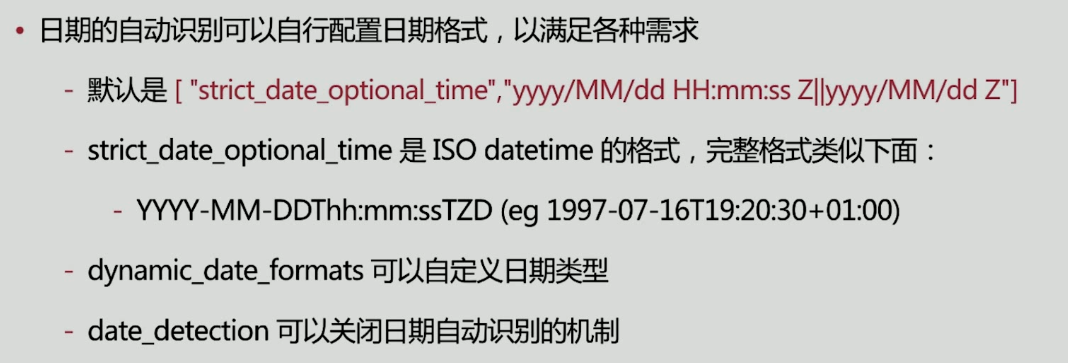 • 日期的自动识别可以自行配置日期格式，以满足各种需求
- 默认是 [ "strict_date_optional_time","yyyy/MM/dd HH:mm:ss Z||yyyy/MM/dd Z"]
- strict_date_optional_time 是 ISO datetime 的格式，完整格式类似下面：
- YYYY-MM-DDThh:mm:ssTZD (eg 1997-07-16T19:20:30+01:00)
- dynamic_date_formats 可以自定义日期类型
- date_detection 可以关闭日期自动识别的机制